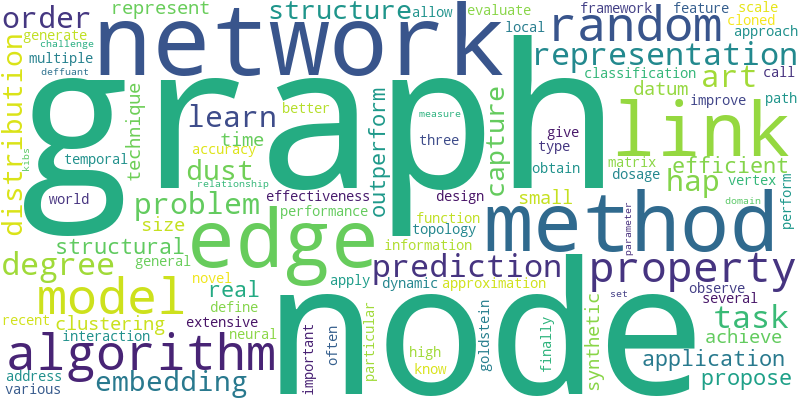 represent
structure
allow
evaluate
framework
feature
scale
cloned
order
generate
challenge
multiple
deffuant
network
local
random
approach
representation
classification
call
distribution
technique
graph
learn
capture
link
art
datum
improve
path
outperform
better
measure
time
accuracy
three
give
type
matrix
efficient
kibs
temporal
dust
relationship
obtain
dosage
hap
vertex
world
problem
effectiveness
design
small
domain
perform
size
performance
function
topology
method
structural
edge
information
parameter
degree
general
prediction
property
novel
apply
dynamic
approximation
observe
model
real
define
node
set
several
recent
clustering
extensive
goldstein
synthetic
task
interaction
neural
important
often
particular
high
know
finally
achieve
algorithm
application
address
various
embedding
propose